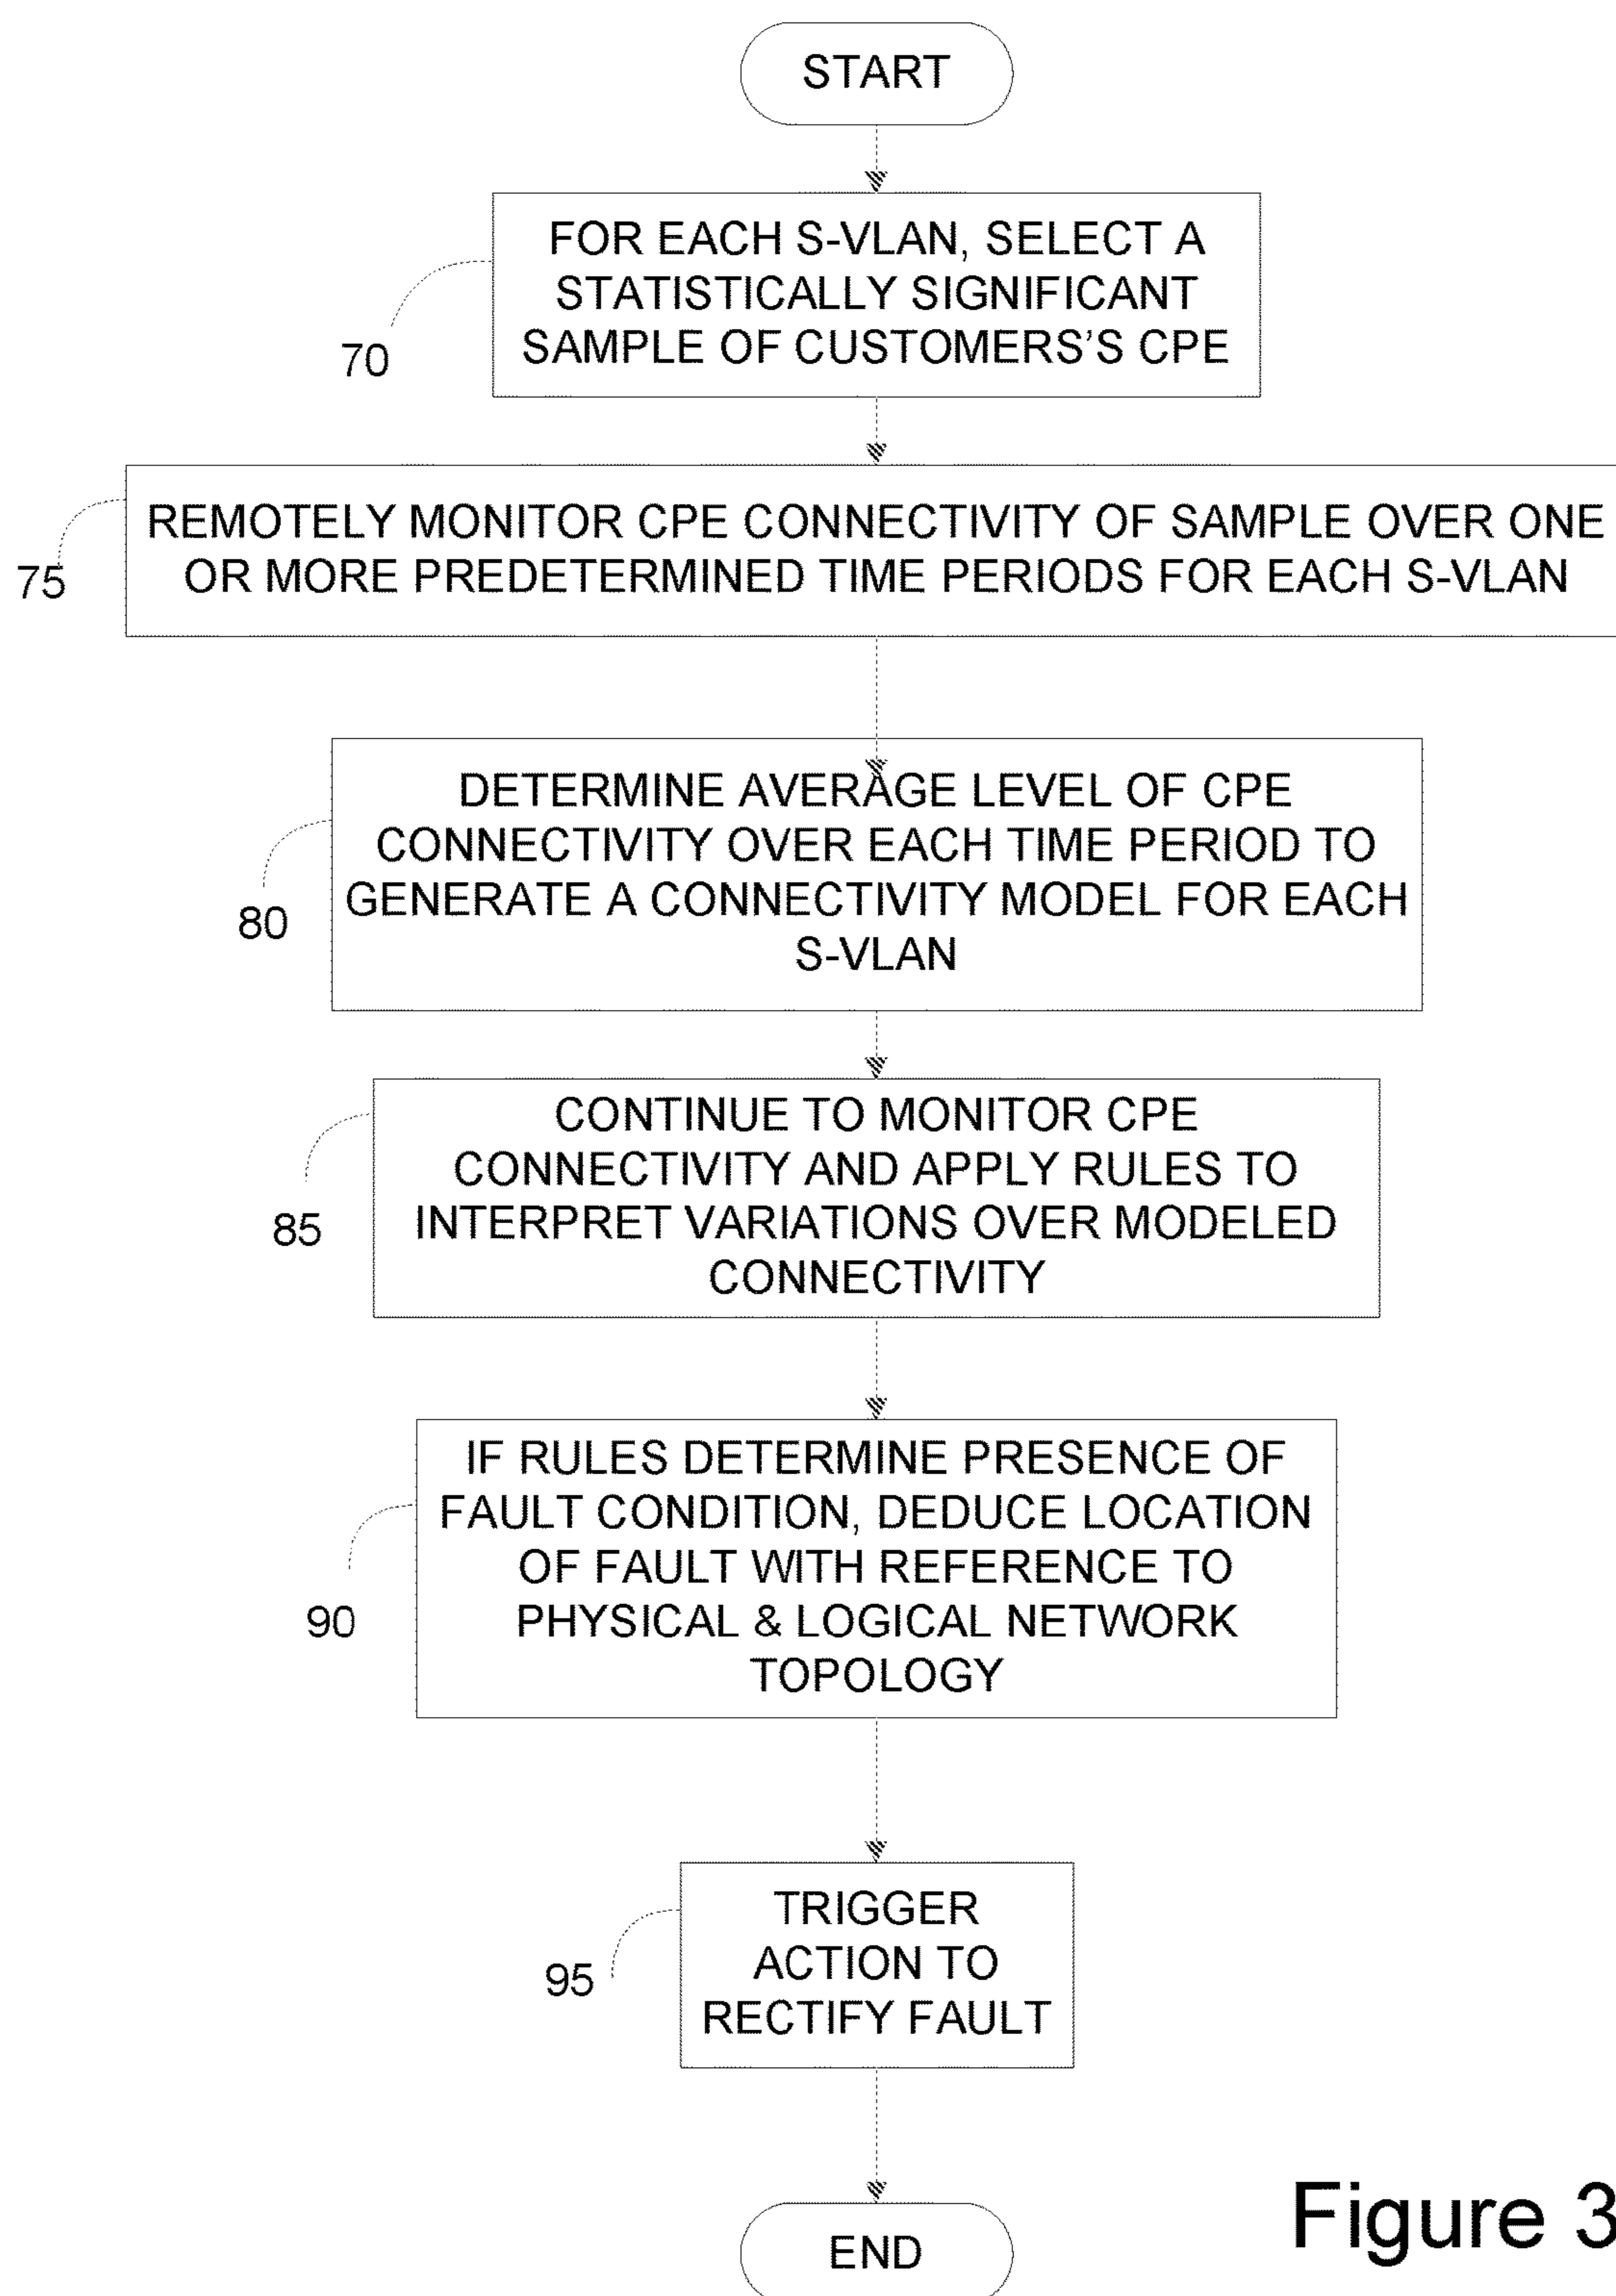 START
FOR EACH S-VLAN, SELECT A
STATISTICALLY SIGNIFICANT
SAMPLE OF CUSTOMERS'S CPE
70
REMOTELY MONITOR CPE CONNECTIVITY OF SAMPLE OVER ONE
OR MORE PREDETERMINED TIME PERIODS FOR EACH S-VLAN
75
DETERMINE AVERAGE LEVEL OF CPE
CONNECTIVITY OVER EACH TIME PERIOD TO
GENERATE A CONNECTIVITY MODEL FOR EACH
S-VLAN
80
CONTINUE TO MONITOR CPE
CONNECTIVITY AND APPLY RULES TO
INTERPRET VARIATIONS OVER MODELED
CONNECTIVITY
85
IF RULES DETERMINE PRESENCE OF
FAULT CONDITION, DEDUCE LOCATION
OF FAULT WITH REFERENCE TO
PHYSICAL & LOGICAL NETWORK
TOPOLOGY
90
TRIGGER
ACTION TO
RECTIFY FAULT
95
END
Figure 3